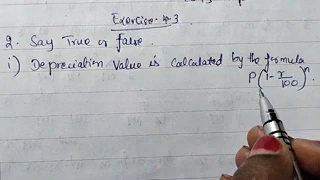 Exercise - 4.3
2. Say True or false.
i) Depreciation value is calculated by the formula
P(1 - r/100)^n.